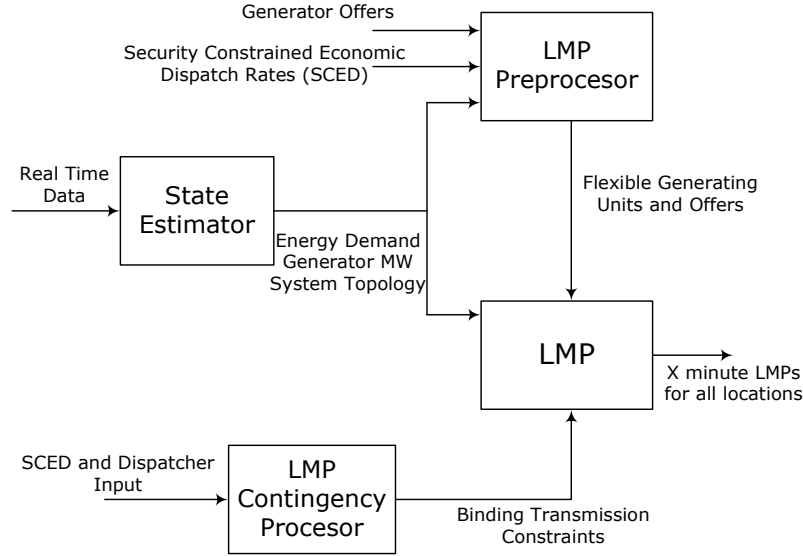 Generator Offers
Security Constrained Economic
Dispatch Rates (SCED)
LMP
Preprocesor
Real Time
Data
State
Estimator
Flexible Generating
Units and Offers
Energy Demand
Generator MW
System Topology
LMP
X minute LMPs
for all locations
SCED and Dispatcher
Input
LMP
Contingency
Procesor
Binding Transmission
Constraints